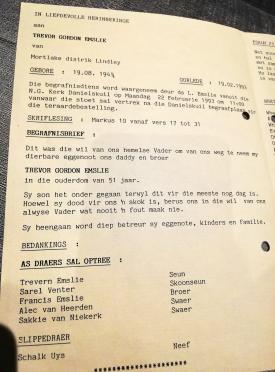 IN LIEFDEVOLLE HERINNERINGE
aan
TREVOR GORDON EMSLIE
van
Mortlake distrik Lindley
GEBORE : 19.08.194
OORLEDE : 19.02.1993
Die begrafnisdiens word waargeneem deur ds L. Emslie vanuit die
N.G. Kerk Danielskuil op Maandag 22 Februarie 1993 om 11:00
vanwaar die stoet sal vertrek na die Danielskuil begraafplaas vir
die teraardebestelling.
SKRIFLESING : Markus 10 vanaf vers 17 tot 31
BEGRAFNISBRIEF :
Dit was die wil van ons hemelse Vader om van ons weg te neem my
dierbare eggenoot ons daddy en broer
TREVOR GORDON EMSLIE
in die ouderdom van 51 jaar.
Sy son het onder gegaan terwyl dit vir die meeste nog dag is.
Hoewel sy dood vir ons 'n skok is, berus ons in die wil van ons
alwyse Vader wat nooit 'n fout maak nie.
Sy heengaan word diep betreur sy eggenote, kinders en familie.
BEDANKINGS :
AS DRAERS SAL OPTREE :
Trevern Emslie Seun
Sarel Venter Skoonseun
Francis Emslie Broer
Alec van Heerden Swaer
Sakkie van Niekerk Swaer
SLIPPEDRAER
Schalk Uys Neef